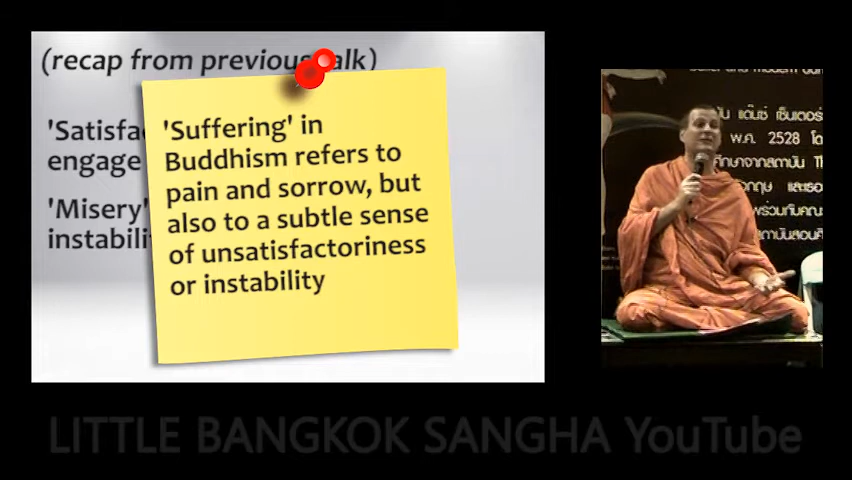 (recap from previous talk)
'Satisfa
engage
'Misery'
instabili
'Suffering' in
Buddhism refers to
pain and sorrow, but
also to a subtle sense
of unsatisfactoriness
or instability
พ.ศ. 2528
LITTLE BANGKOK SANGHA YouTube